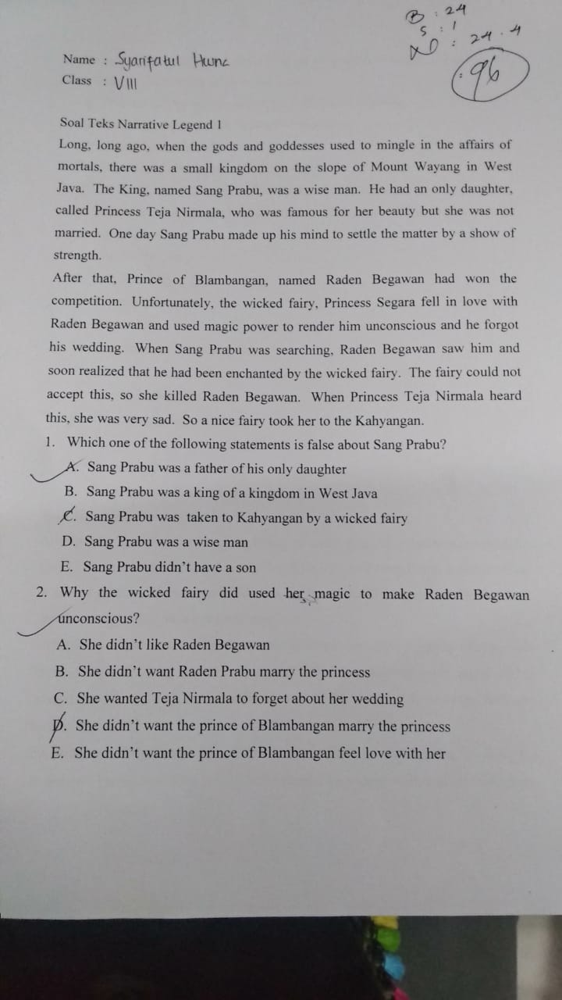 B : 24
S : 1
: 24 . 4
: 96
Name : Syarifatul Husna
Class : VIII
Soal Teks Narrative Legend 1
Long, long ago, when the gods and goddesses used to mingle in the affairs of
mortals, there was a small kingdom on the slope of Mount Wayang in West
Java. The King, named Sang Prabu, was a wise man. He had an only daughter,
called Princess Teja Nirmala, who was famous for her beauty but she was not
married. One day Sang Prabu made up his mind to settle the matter by a show of
strength.
After that, Prince of Blambangan, named Raden Begawan had won the
competition. Unfortunately, the wicked fairy, Princess Segara fell in love with
Raden Begawan and used magic power to render him unconscious and he forgot
his wedding. When Sang Prabu was searching, Raden Begawan saw him and
soon realized that he had been enchanted by the wicked fairy. The fairy could not
accept this, so she killed Raden Begawan. When Princess Teja Nirmala heard
this, she was very sad. So a nice fairy took her to the Kahyangan.
1. Which one of the following statements is false about Sang Prabu?
A. Sang Prabu was a father of his only daughter
B. Sang Prabu was a king of a kingdom in West Java
C. Sang Prabu was taken to Kahyangan by a wicked fairy
D. Sang Prabu was a wise man
E. Sang Prabu didn't have a son
2. Why the wicked fairy did used her magic to make Raden Begawan
unconscious?
A. She didn't like Raden Begawan
B. She didn't want Raden Prabu marry the princess
C. She wanted Teja Nirmala to forget about her wedding
D. She didn't want the prince of Blambangan marry the princess
E. She didn't want the prince of Blambangan feel love with her